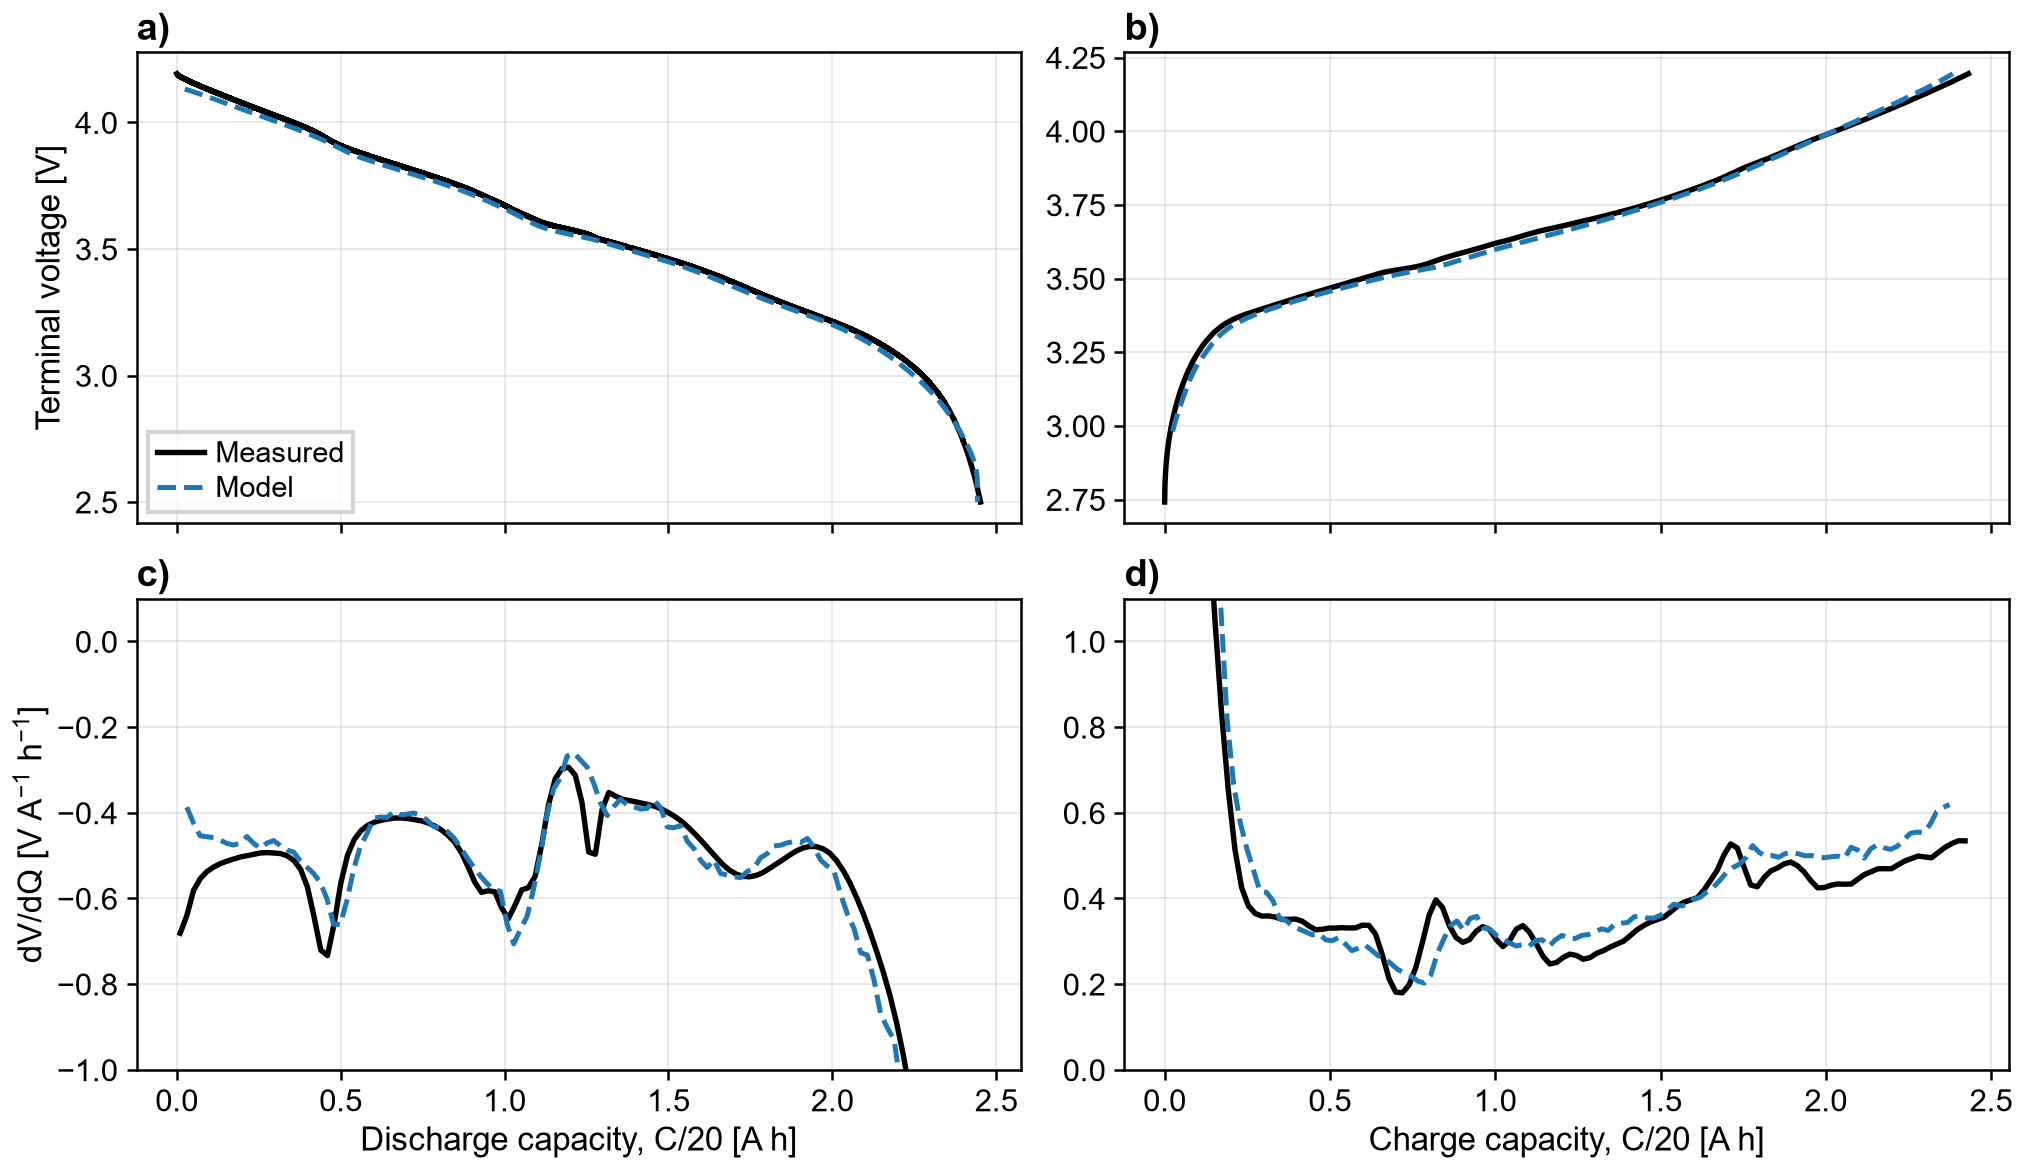 a)
Terminal voltage [V]
4.0
3.5
3.0
2.5
Measured
Model
b)
4.25
4.00
3.75
3.50
3.25
3.00
2.75
c)
dV/dQ [V A⁻¹ h⁻¹]
0.0
−0.2
−0.4
−0.6
−0.8
−1.0
0.0 0.5 1.0 1.5 2.0 2.5
Discharge capacity, C/20 [A h]
d)
1.0
0.8
0.6
0.4
0.2
0.0
0.0 0.5 1.0 1.5 2.0 2.5
Charge capacity, C/20 [A h]